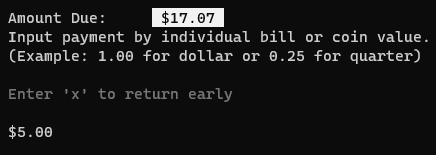 Amount Due: $17.07
Input payment by individual bill or coin value.
(Example: 1.00 for dollar or 0.25 for quarter)
Enter 'x' to return early
$5.00